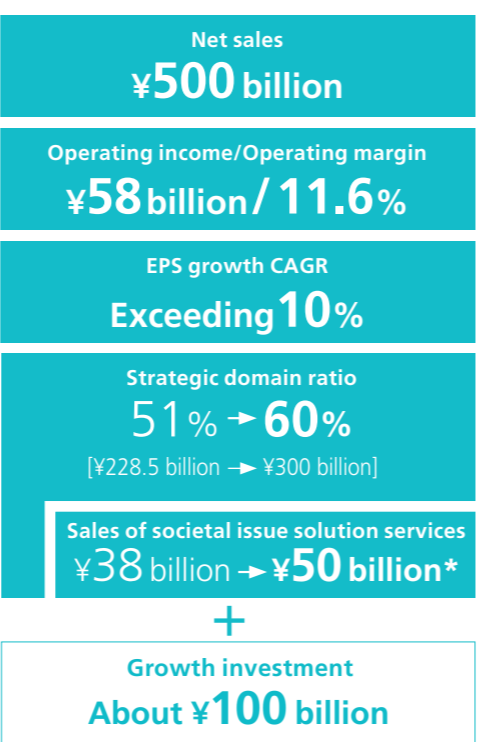 Net sales
¥500 billion
Operating income/Operating margin
¥58 billion/11.6%
EPS growth CAGR
Exceeding 10%
Strategic domain ratio
51% → 60%
[¥228.5 billion → ¥300 billion]
Sales of societal issue solution services
¥38 billion → ¥50 billion*
+
Growth investment
About ¥100 billion